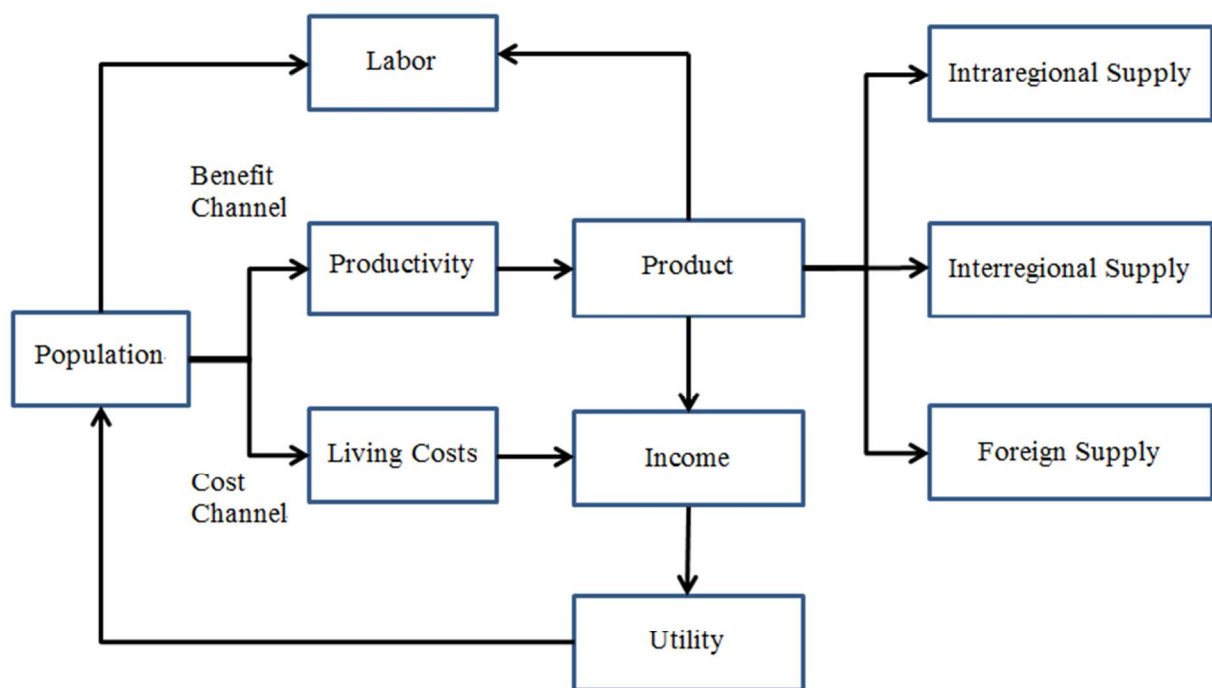 Labor
Intraregional Supply
Benefit
Channel
Productivity
Product
Interregional Supply
Population
Living Costs
Income
Foreign Supply
Cost
Channel
Utility